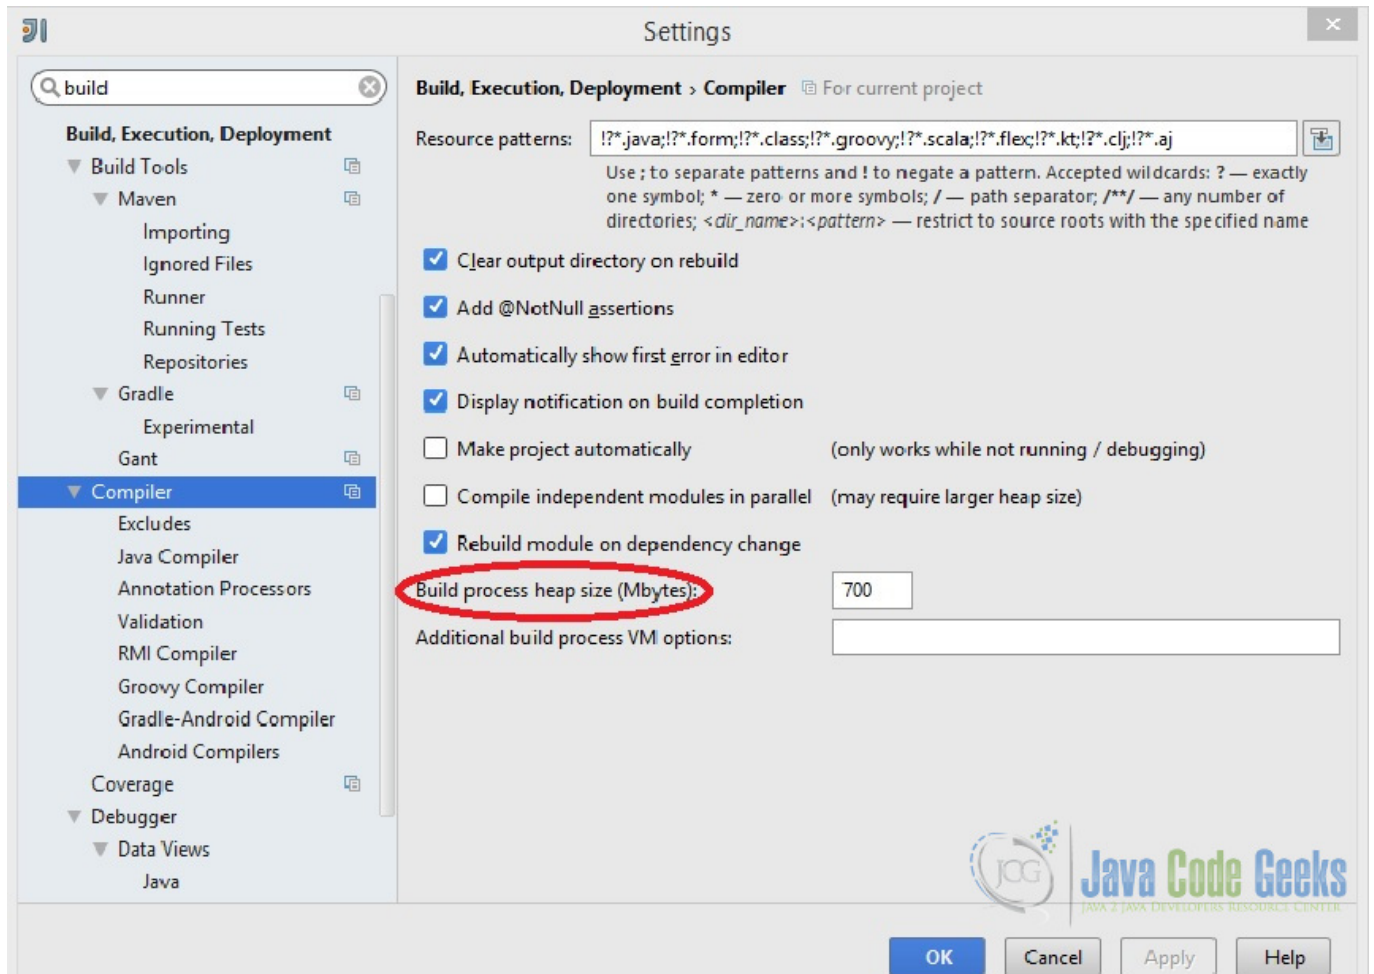 Settings
build
Build, Execution, Deployment
Build Tools
Maven
Importing
Ignored Files
Runner
Running Tests
Repositories
Gradle
Experimental
Gant
Compiler
Excludes
Java Compiler
Annotation Processors
Validation
RMI Compiler
Groovy Compiler
Gradle-Android Compiler
Android Compilers
Coverage
Debugger
Data Views
Java
Build, Execution, Deployment › Compiler For current project
Resource patterns: !?*.java;!?*.form;!?*.class;!?*.groovy;!?*.scala;!?*.flex;!?*.kt;!?*.clj;!?*.aj
Use ; to separate patterns and ! to negate a pattern. Accepted wildcards: ? — exactly
one symbol; * — zero or more symbols; / — path separator; /**/ — any number of
directories; <dir_name>:<pattern> — restrict to source roots with the specified name
Clear output directory on rebuild
Add @NotNull assertions
Automatically show first error in editor
Display notification on build completion
Make project automatically (only works while not running / debugging)
Compile independent modules in parallel (may require larger heap size)
Rebuild module on dependency change
Build process heap size (Mbytes): 700
Additional build process VM options:
JCG
Java Code Geeks
JAVA 2 JAVA DEVELOPERS RESOURCE CENTER
OK Cancel Apply Help